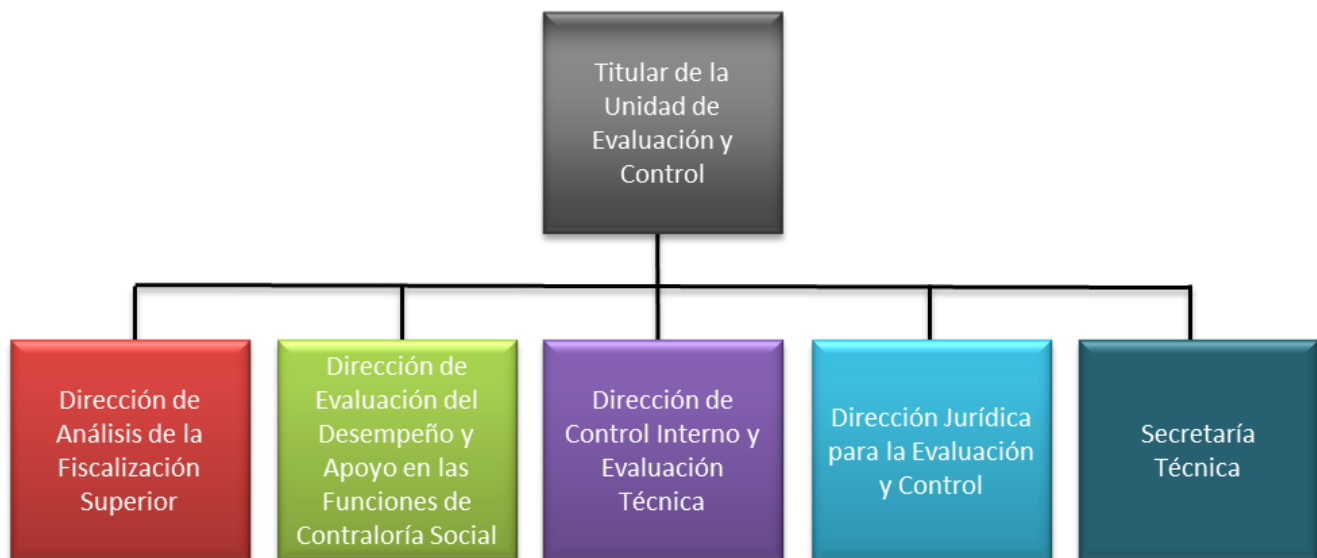 Titular de la
Unidad de
Evaluación y
Control
Dirección de
Análisis de la
Fiscalización
Superior
Dirección de
Evaluación del
Desempeño y
Apoyo en las
Funciones de
Contraloría Social
Dirección de
Control Interno y
Evaluación
Técnica
Dirección Jurídica
para la Evaluación
y Control
Secretaría
Técnica